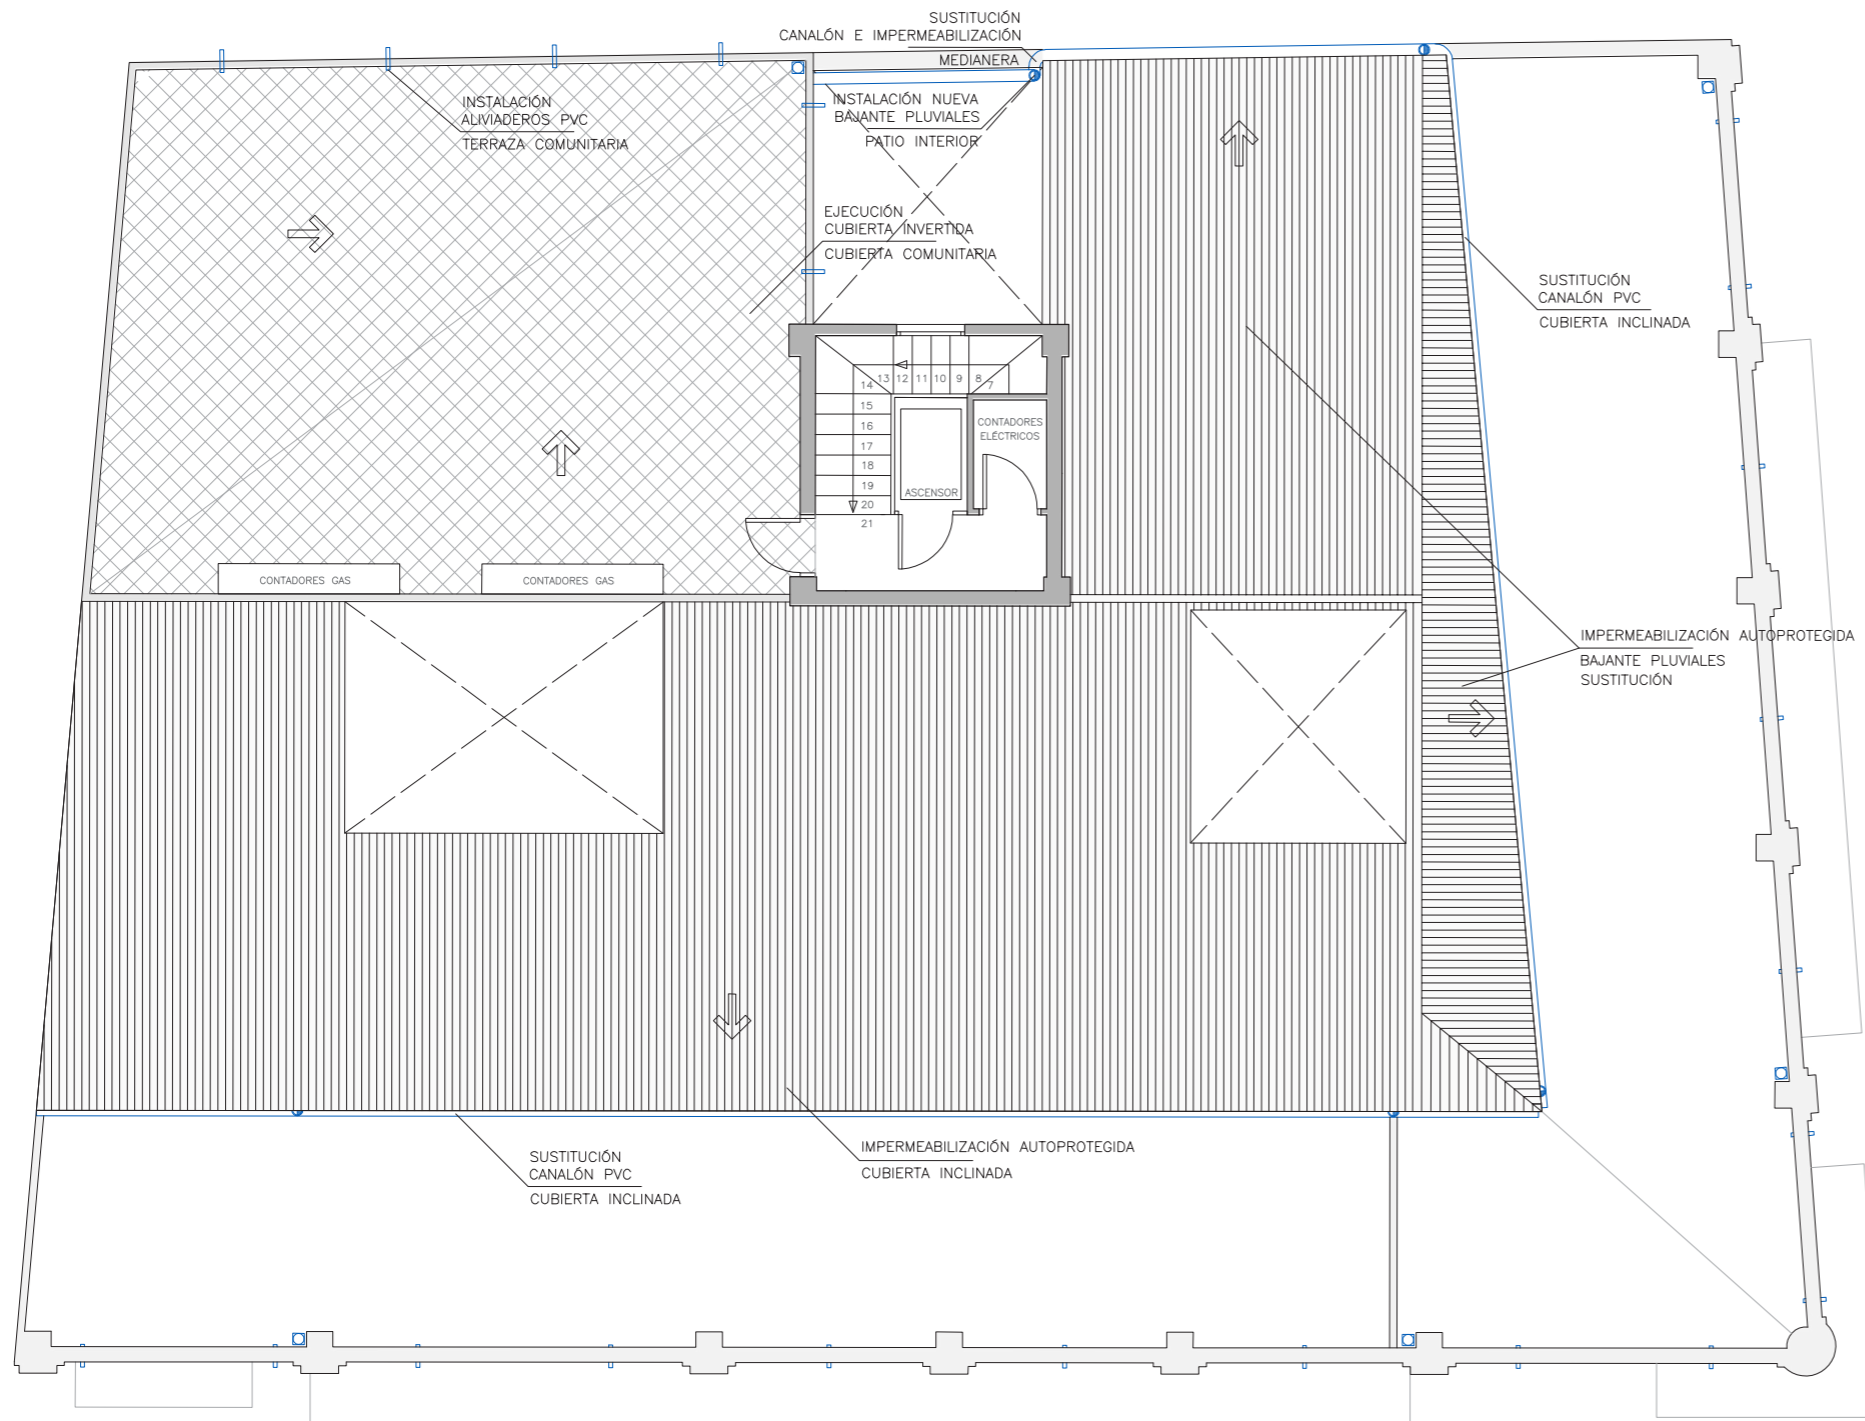 SUSTITUCIÓN
CANALÓN E IMPERMEABILIZACIÓN
MEDIANERA
INSTALACIÓN
ALIVIADEROS PVC
TERRAZA COMUNITARIA
INSTALACIÓN NUEVA
BAJANTE PLUVIALES
PATIO INTERIOR
EJECUCIÓN
CUBIERTA INVERTIDA
CUBIERTA COMUNITARIA
SUSTITUCIÓN
CANALÓN PVC
CUBIERTA INCLINADA
13 12 11 10 9 8 7
14
15
16
17
18
19
20
21
CONTADORES
ELÉCTRICOS
ASCENSOR
CONTADORES GAS
CONTADORES GAS
IMPERMEABILIZACIÓN AUTOPROTEGIDA
BAJANTE PLUVIALES
SUSTITUCIÓN
SUSTITUCIÓN
CANALÓN PVC
CUBIERTA INCLINADA
IMPERMEABILIZACIÓN AUTOPROTEGIDA
CUBIERTA INCLINADA